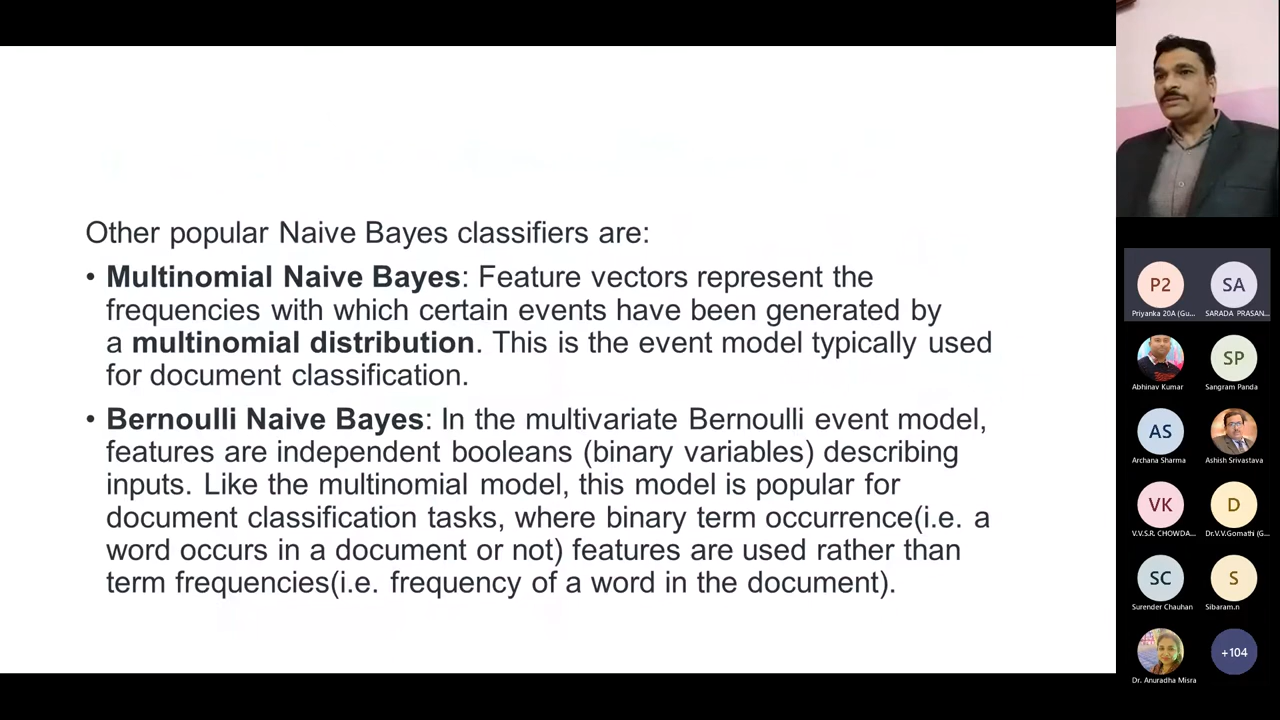 Other popular Naive Bayes classifiers are:
• Multinomial Naive Bayes: Feature vectors represent the
frequencies with which certain events have been generated by
a multinomial distribution. This is the event model typically used
for document classification.
• Bernoulli Naive Bayes: In the multivariate Bernoulli event model,
features are independent booleans (binary variables) describing
inputs. Like the multinomial model, this model is popular for
document classification tasks, where binary term occurrence(i.e. a
word occurs in a document or not) features are used rather than
term frequencies(i.e. frequency of a word in the document).
P2 SA
Priyanka 20A (Gu... SARADA PRASAN...
SP
Abhinav Kumar Sangram Panda
AS
Archana Sharma Ashish Srivastava
VK D
V.V.S.R. CHOWDA... Dr.V.V.Gomathi (G...
SC S
Surender Chauhan Sibaram.n
+104
Dr. Anuradha Misra